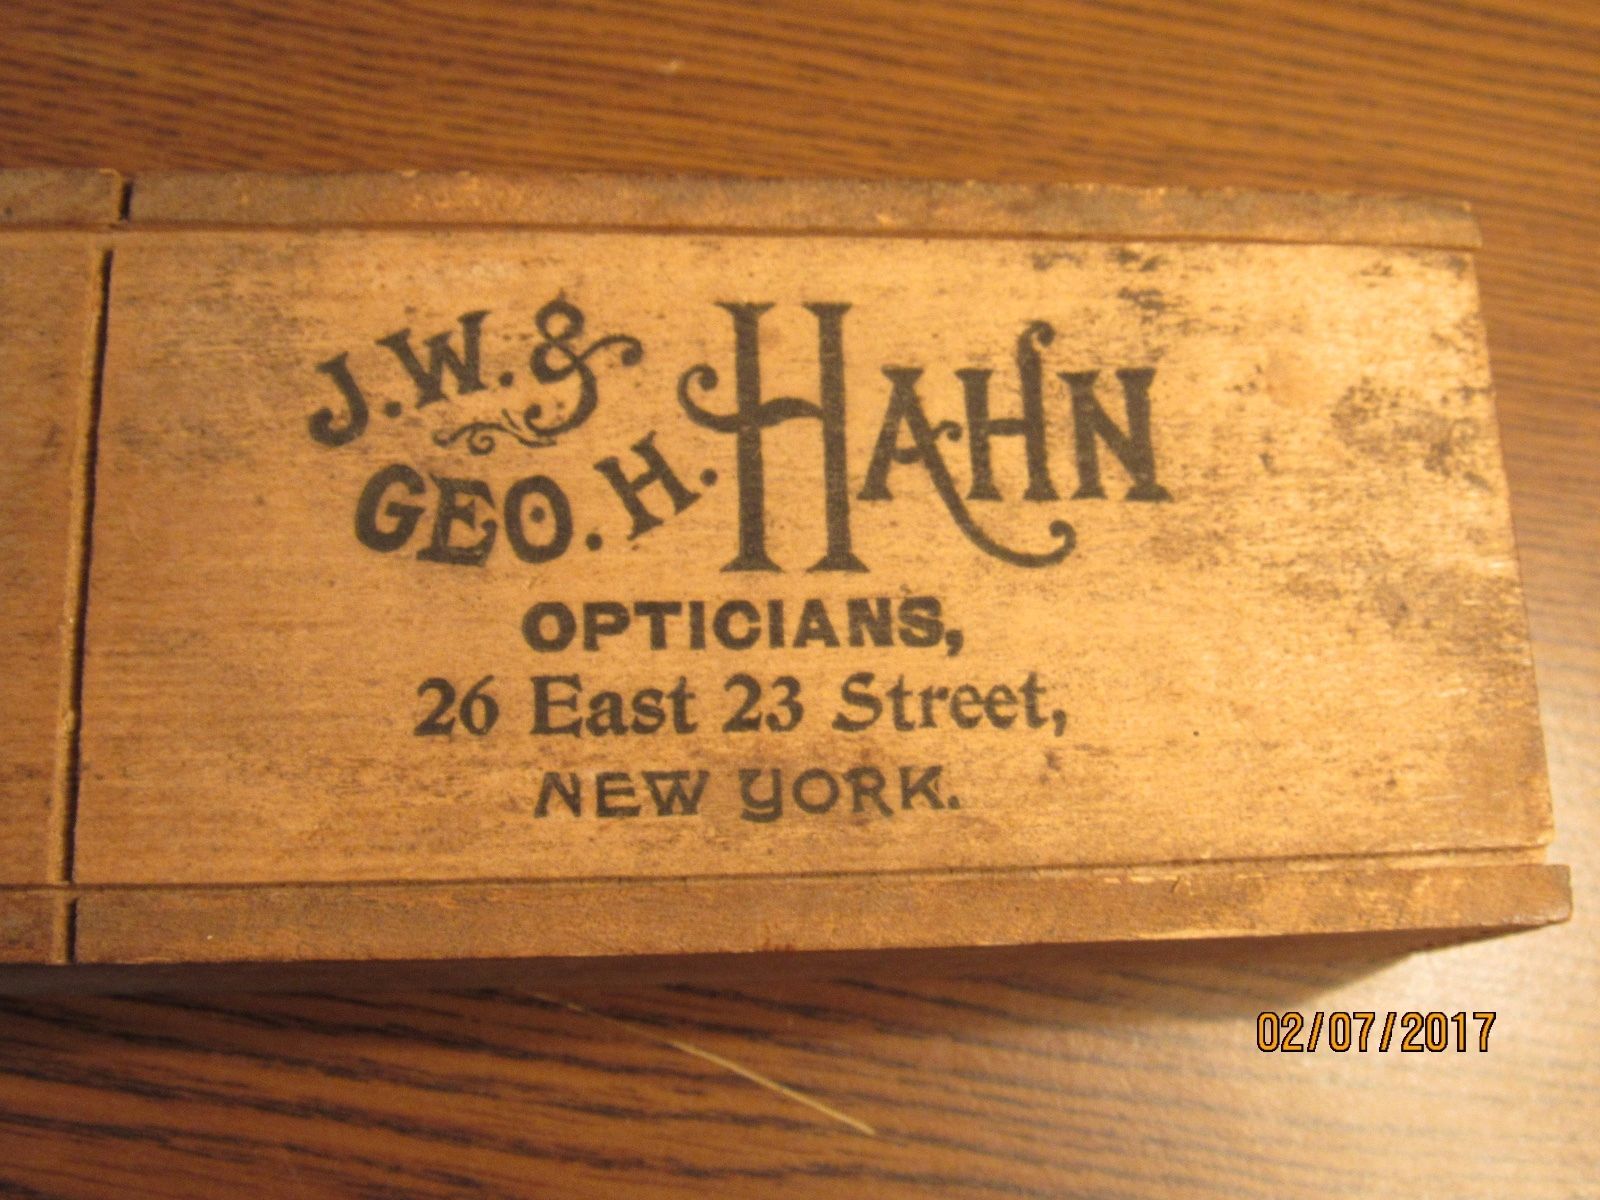 J.W. &
GEO. H. HAHN
OPTICIANS,
26 East 23 Street,
NEW YORK.
02/07/2017